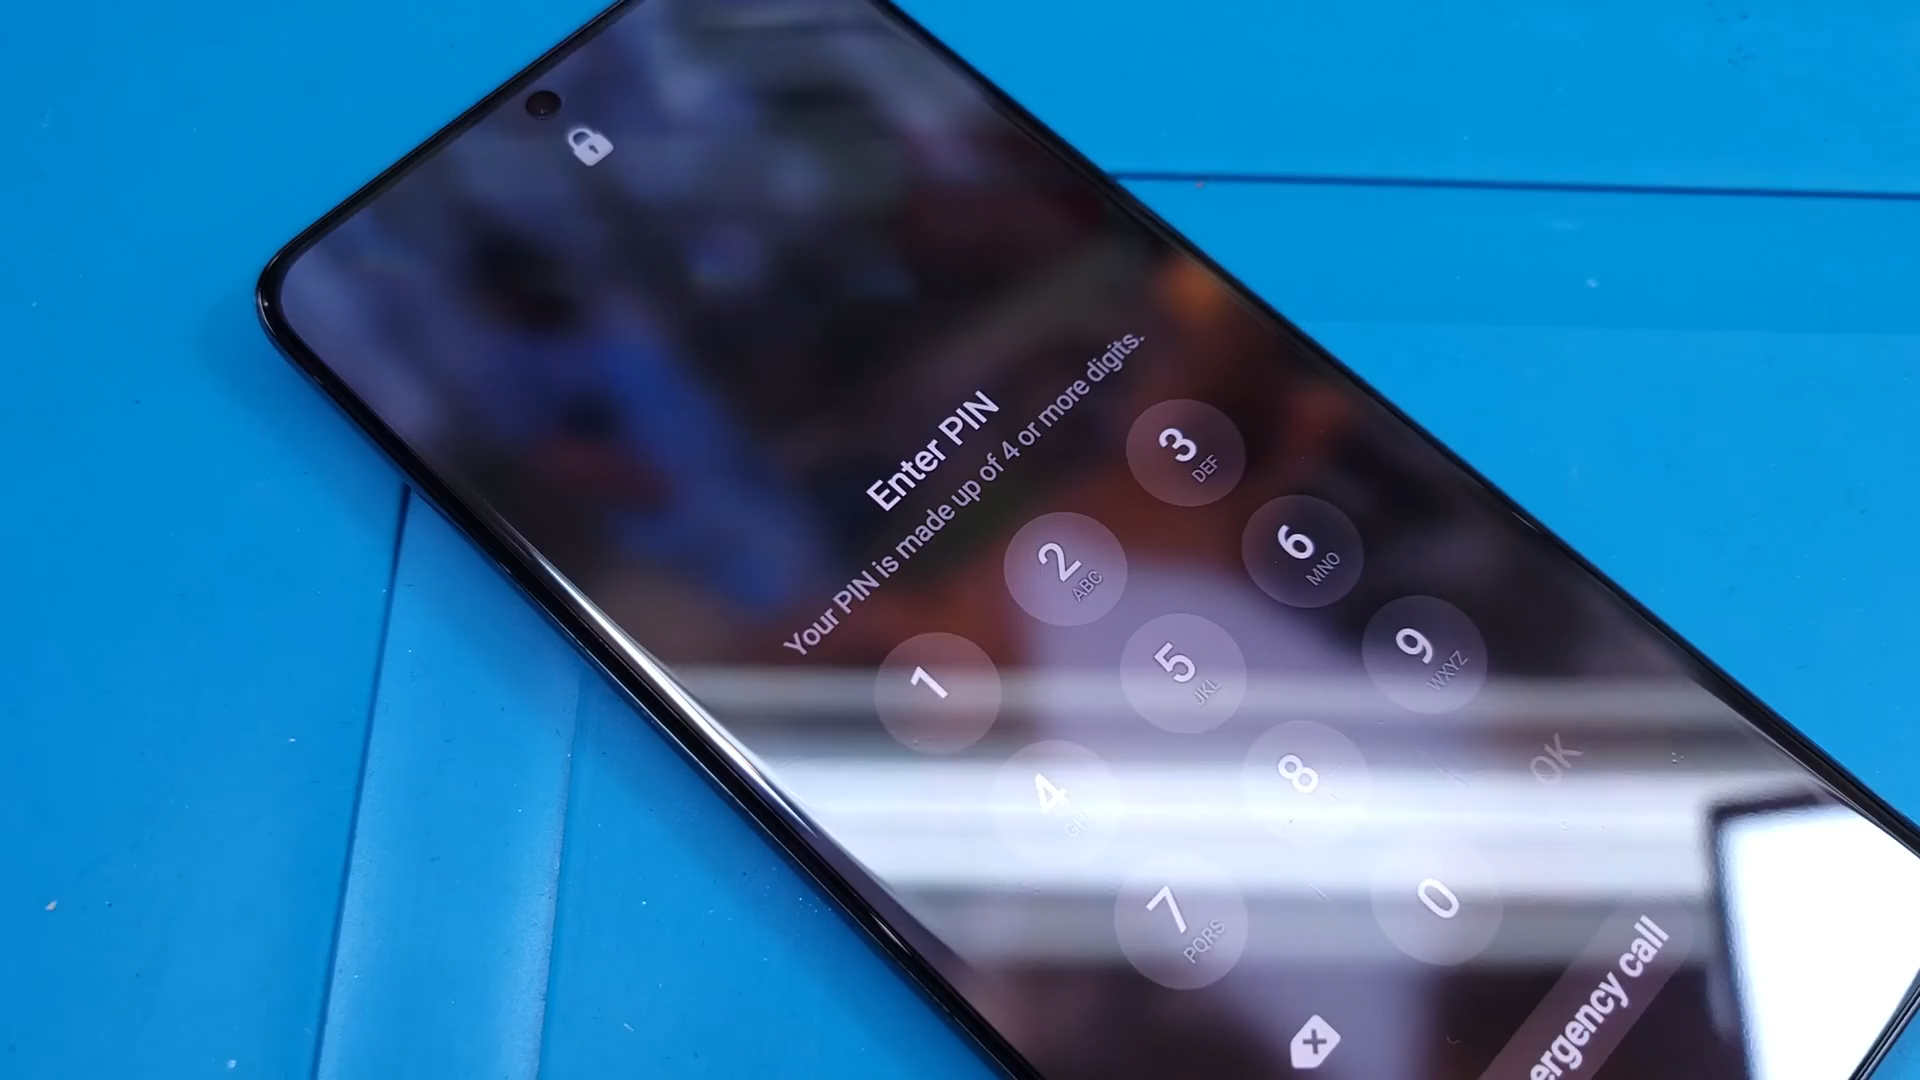 Enter PIN
Your PIN is made up of 4 or more digits.
1
2 ABC
3 DEF
4 GHI
5 JKL
6 MNO
7 PQRS
8
9 WXYZ
0
OK
ergency call